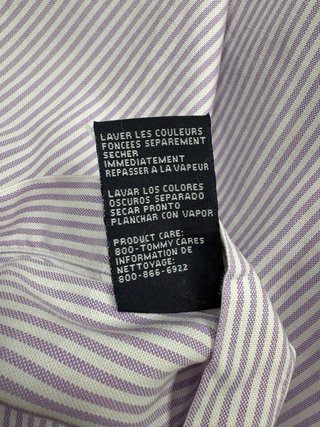 LAVER LES COULEURS
FONCEES SEPAREMENT
SECHER
IMMEDIATEMENT
REPASSER A LA VAPEUR
LAVAR LOS COLORES
OSCUROS SEPARADO
SECAR PRONTO
PLANCHAR CON VAPOR
PRODUCT CARE:
800-TOMMY CARES
INFORMATION DE
NETTOYAGE:
800-866-6922